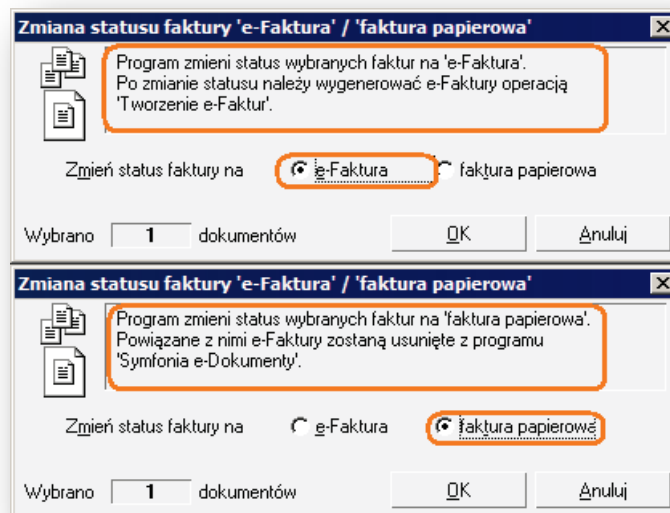 Zmiana statusu faktury 'e-Faktura' / 'faktura papierowa'
Program zmieni status wybranych faktur na 'e-Faktura'.
Po zmianie statusu należy wygenerować e-Faktury operacją
'Tworzenie e-Faktur'.
Zmień status faktury na e-Faktura faktura papierowa
Wybrano 1 dokumentów OK Anuluj
Zmiana statusu faktury 'e-Faktura' / 'faktura papierowa'
Program zmieni status wybranych faktur na 'faktura papierowa'.
Powiązane z nimi e-Faktury zostaną usunięte z programu
'Symfonia e-Dokumenty'.
Zmień status faktury na e-Faktura faktura papierowa
Wybrano 1 dokumentów OK Anuluj